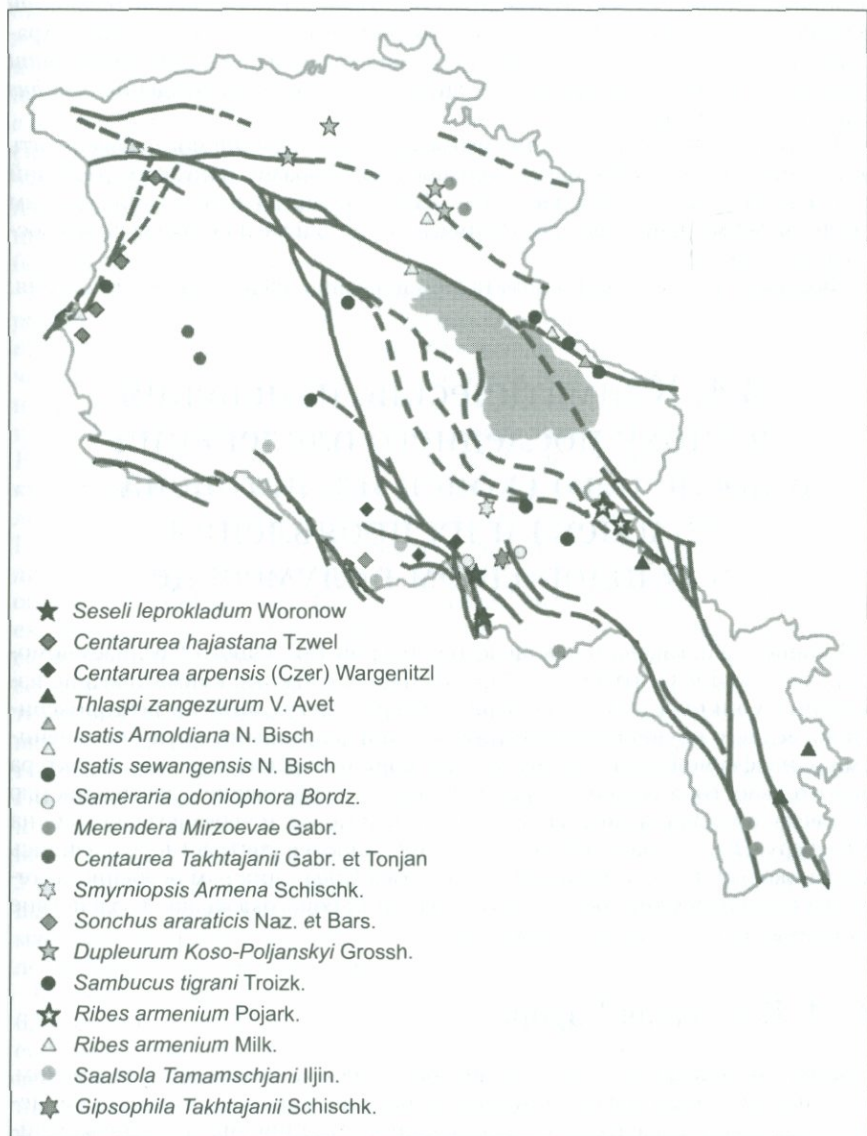 Seseli leprokladum Woronow
Centarurea hajastana Tzwel
Centarurea arpensis (Czer) Wargenitzl
Thlaspi zangezurum V. Avet
Isatis Arnoldiana N. Bisch
Isatis sewangensis N. Bisch
Sameraria odoniophora Bordz.
Merendera Mirzoevae Gabr.
Centaurea Takhtajanii Gabr. et Tonjan
Smyrniopsis Armena Schischk.
Sonchus araraticis Naz. et Bars.
Dupleurum Koso-Poljanskyi Grossh.
Sambucus tigrani Troizk.
Ribes armenium Pojark.
Ribes armenium Milk.
Saalsola Tamamschjani Iljin.
Gipsophila Takhtajanii Schischk.